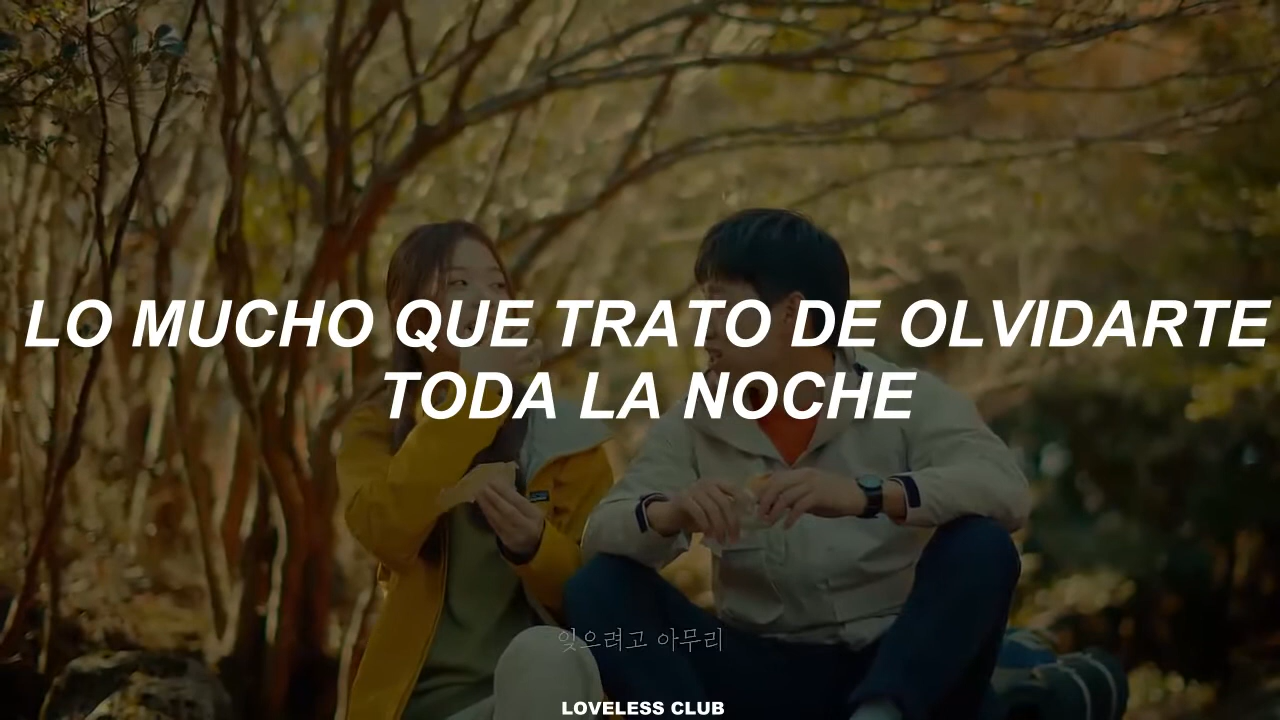 LO MUCHO QUE TRATO DE OLVIDARTE
TODA LA NOCHE
잊으려고 아무리
LOVELESS CLUB